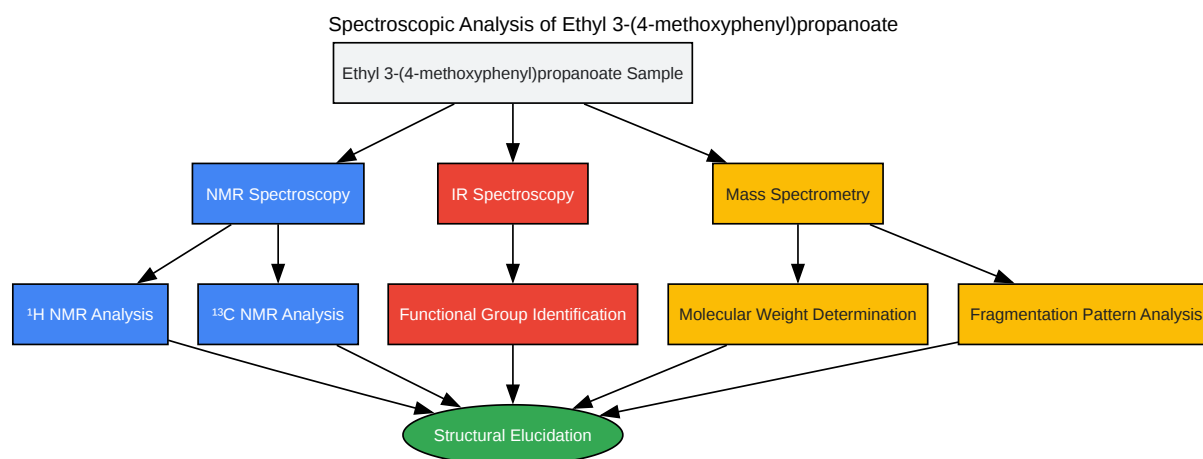 Spectroscopic Analysis of Ethyl 3-(4-methoxyphenyl)propanoate
Ethyl 3-(4-methoxyphenyl)propanoate Sample
NMR Spectroscopy
IR Spectroscopy
Mass Spectrometry
¹H NMR Analysis
¹³C NMR Analysis
Functional Group Identification
Molecular Weight Determination
Fragmentation Pattern Analysis
Structural Elucidation